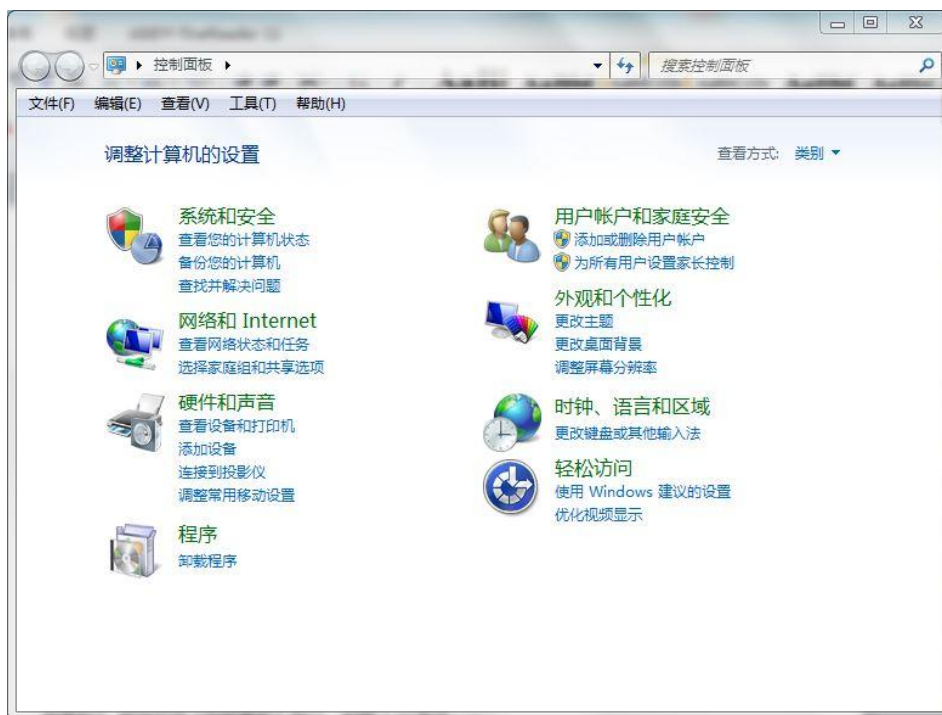 控制面板
搜索控制面板
文件(F) 编辑(E) 查看(V) 工具(T) 帮助(H)
调整计算机的设置
查看方式: 类别
系统和安全
查看您的计算机状态
备份您的计算机
查找并解决问题
网络和 Internet
查看网络状态和任务
选择家庭组和共享选项
硬件和声音
查看设备和打印机
添加设备
连接到投影仪
调整常用移动设置
程序
卸载程序
用户帐户和家庭安全
添加或删除用户帐户
为所有用户设置家长控制
外观和个性化
更改主题
更改桌面背景
调整屏幕分辨率
时钟、语言和区域
更改键盘或其他输入法
轻松访问
使用 Windows 建议的设置
优化视频显示